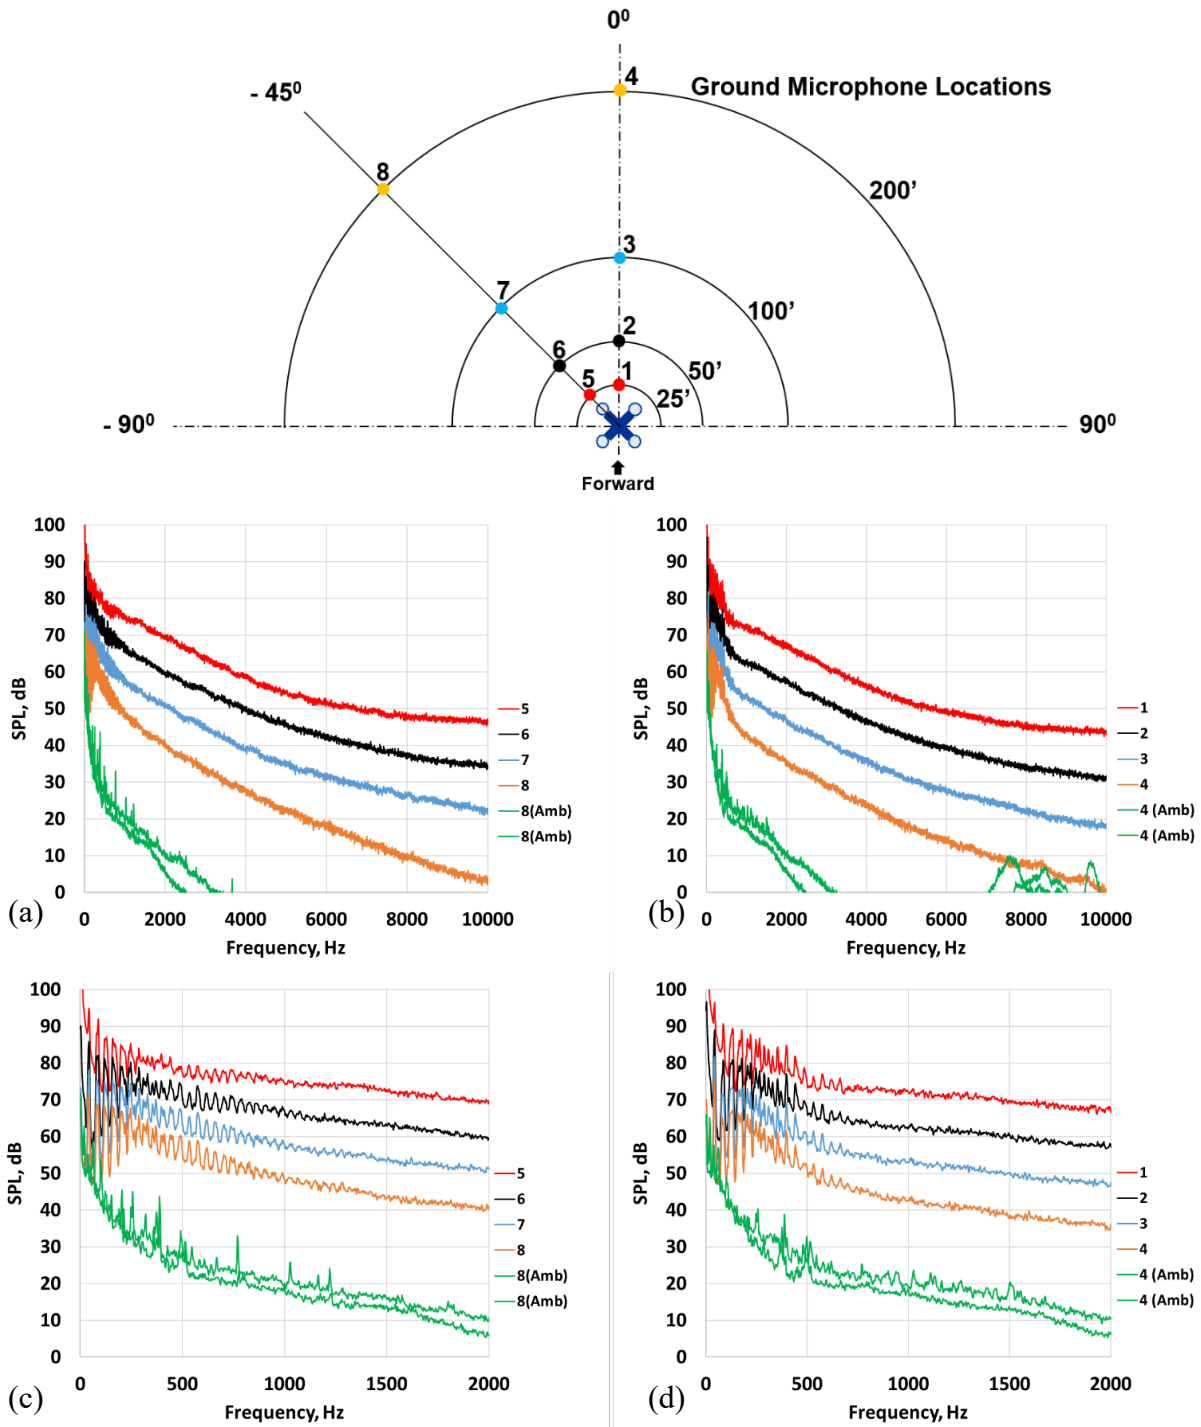 0⁰
4
Ground Microphone Locations
- 45⁰
8
200’
3
7
100’
2
6
1
50’
5
25’
- 90⁰
90⁰
Forward
100
90
80
70
60
50
40
30
20
10
0
SPL, dB
0 2000 4000 6000 8000 10000
Frequency, Hz
5
6
7
8
8(Amb)
8(Amb)
(a)
100
90
80
70
60
50
40
30
20
10
0
SPL, dB
0 2000 4000 6000 8000 10000
Frequency, Hz
1
2
3
4
4 (Amb)
4 (Amb)
(b)
100
90
80
70
60
50
40
30
20
10
0
SPL, dB
0 500 1000 1500 2000
Frequency, Hz
5
6
7
8
8(Amb)
8(Amb)
(c)
100
90
80
70
60
50
40
30
20
10
0
SPL, dB
0 500 1000 1500 2000
Frequency, Hz
1
2
3
4
4 (Amb)
4 (Amb)
(d)